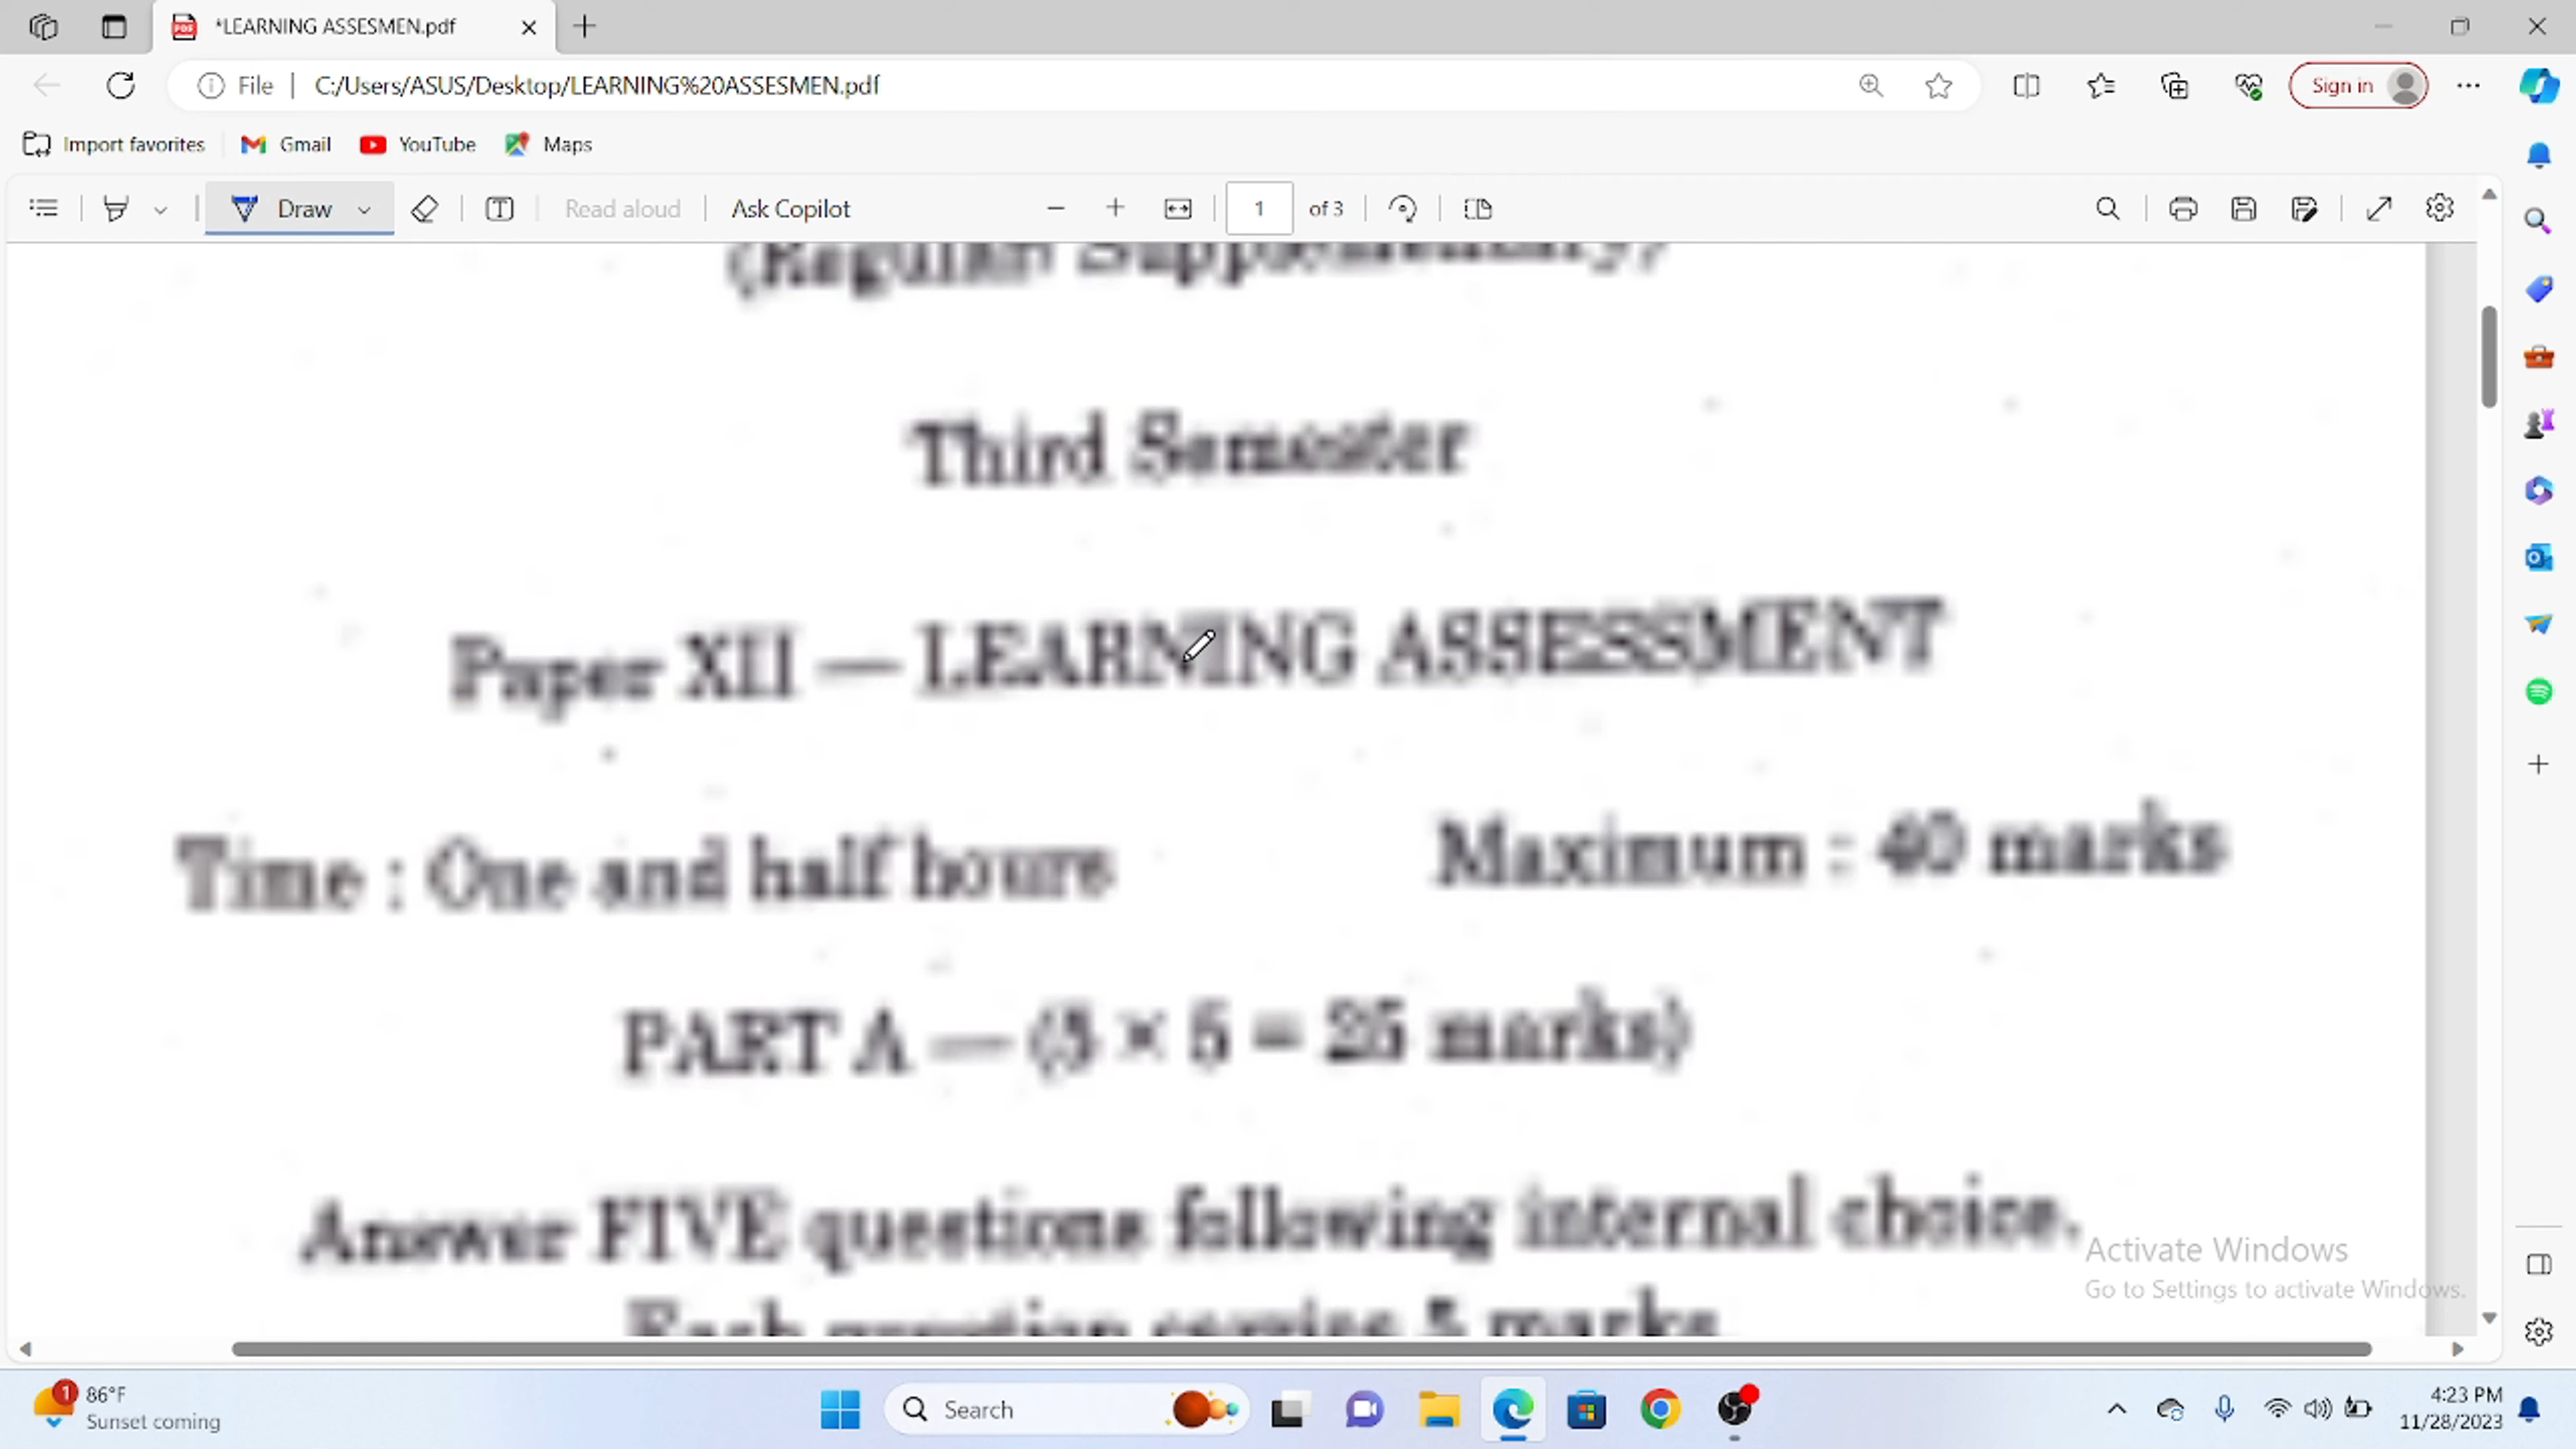 *LEARNING ASSESMEN.pdf
File | C:/Users/ASUS/Desktop/LEARNING%20ASSESMEN.pdf
Sign in
Import favorites Gmail YouTube Maps
Draw Read aloud Ask Copilot 1 of 3
(Regular Supplementary)
Third Semester
Paper XII — LEARNING ASSESSMENT
Time : One and half hours Maximum : 40 marks
PART A — (5 × 5 = 25 marks)
Answer FIVE questions following internal choice.
Each question carries 5 marks.
Activate Windows
Go to Settings to activate Windows.
1 86°F
Sunset coming
Search
4:23 PM
11/28/2023